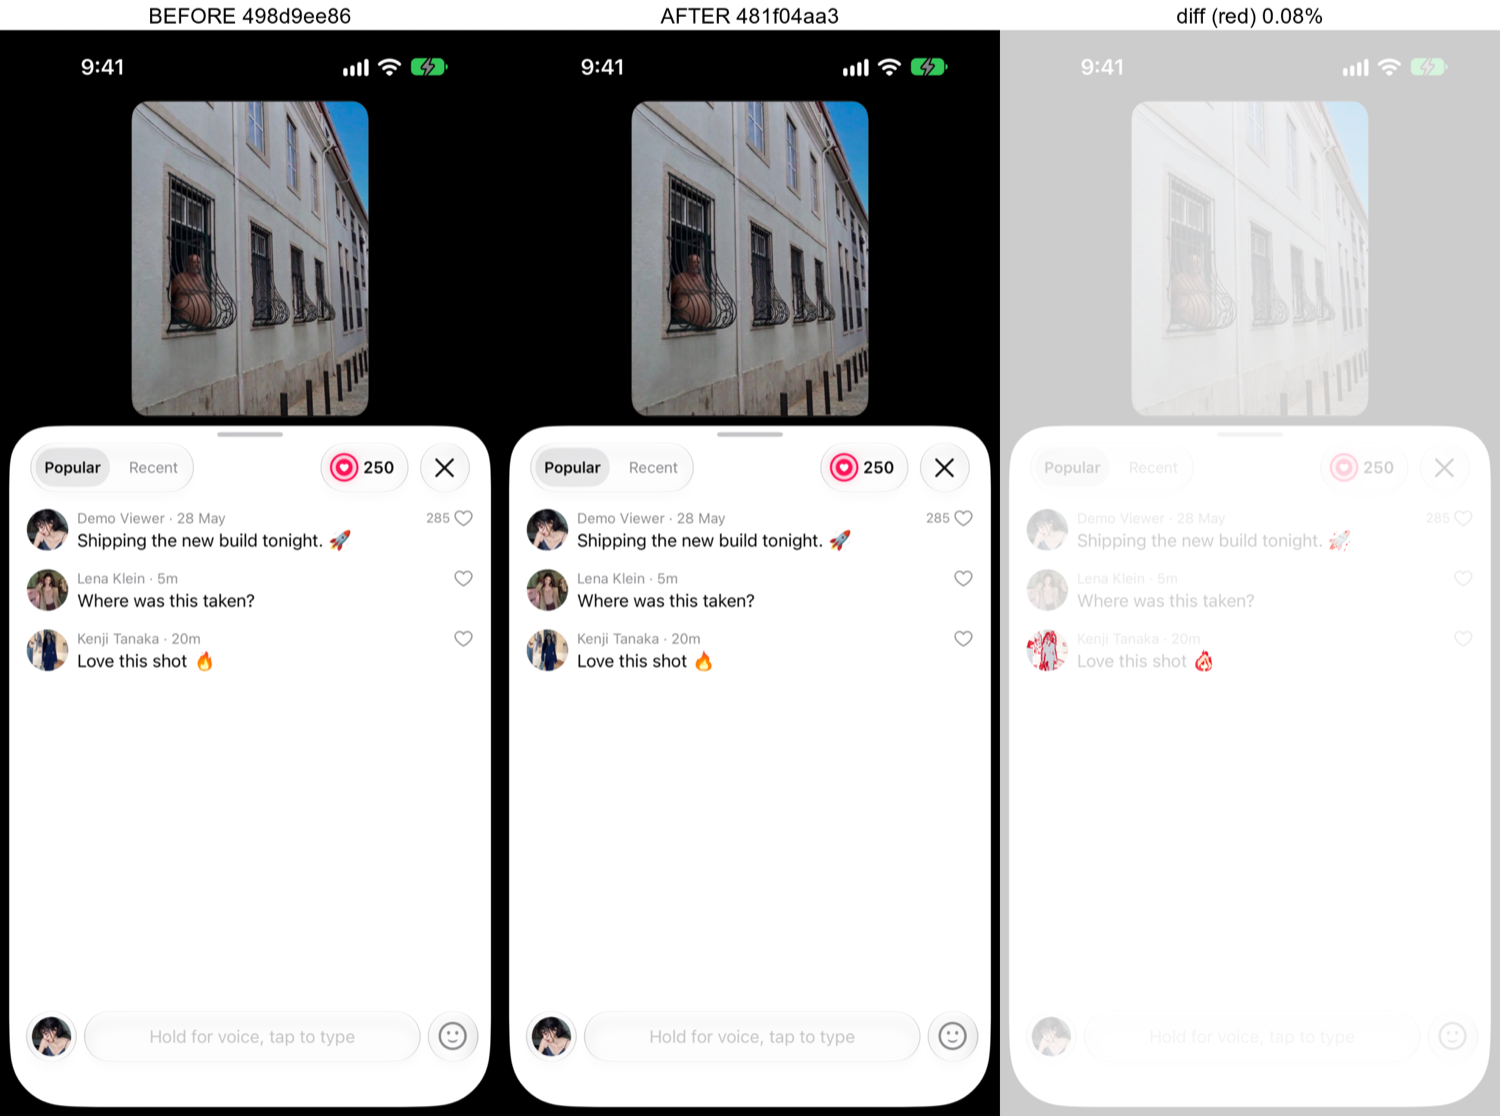 BEFORE 498d9ee86
9:41
Popular
Recent
250
Demo Viewer · 28 May
285
Shipping the new build tonight. 🚀
Lena Klein · 5m
Where was this taken?
Kenji Tanaka · 20m
Love this shot 🔥
Hold for voice, tap to type
AFTER 481f04aa3
9:41
Popular
Recent
250
Demo Viewer · 28 May
285
Shipping the new build tonight. 🚀
Lena Klein · 5m
Where was this taken?
Kenji Tanaka · 20m
Love this shot 🔥
Hold for voice, tap to type
diff (red) 0.08%
9:41
Popular
Recent
250
Demo Viewer · 28 May
285
Shipping the new build tonight. 🚀
Lena Klein · 5m
Where was this taken?
Kenji Tanaka · 20m
Love this shot 🔥
Hold for voice, tap to type